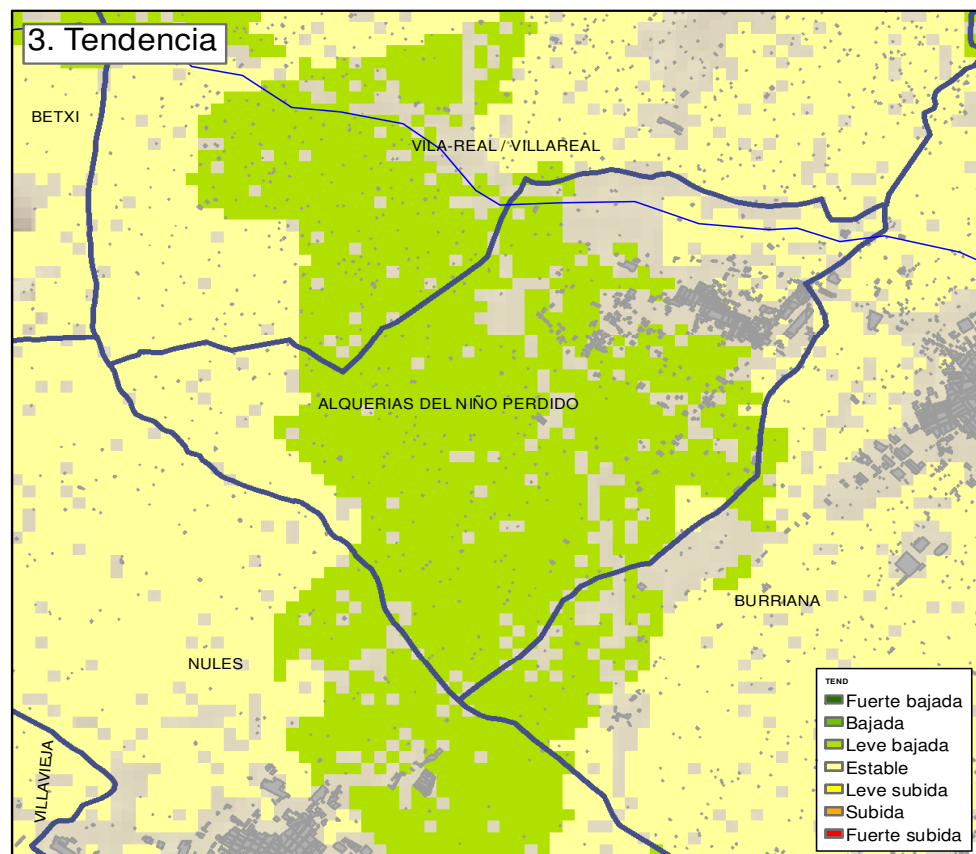 3. Tendencia
BETXI
VILA-REAL / VILLAREAL
ALQUERIAS DEL NIÑO PERDIDO
BURRIANA
NULES
VILLAVIEJA
TEND
Fuerte bajada
Bajada
Leve bajada
Estable
Leve subida
Subida
Fuerte subida